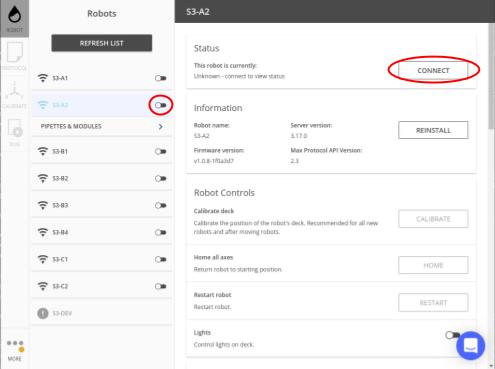 Robots
S3-A2
ROBOT
REFRESH LIST
PROTOCOL
S3-A1
CALIBRATE
S3-A2
PIPETTES & MODULES
RUN
S3-B1
S3-B2
S3-B3
S3-B4
S3-C1
S3-C2
S3-DEV
MORE
Status
This robot is currently:
Unknown - connect to view status
CONNECT
Information
Robot name:
S3-A2
Server version:
3.17.0
REINSTALL
Firmware version:
v1.0.8-1f0a3d7
Max Protocol API Version:
2.3
Robot Controls
Calibrate deck
Calibrate the position of the robot's deck. Recommended for all new
robots and after moving robots.
CALIBRATE
Home all axes
Return robot to starting position.
HOME
Restart robot
Restart robot.
RESTART
Lights
Control lights on deck.